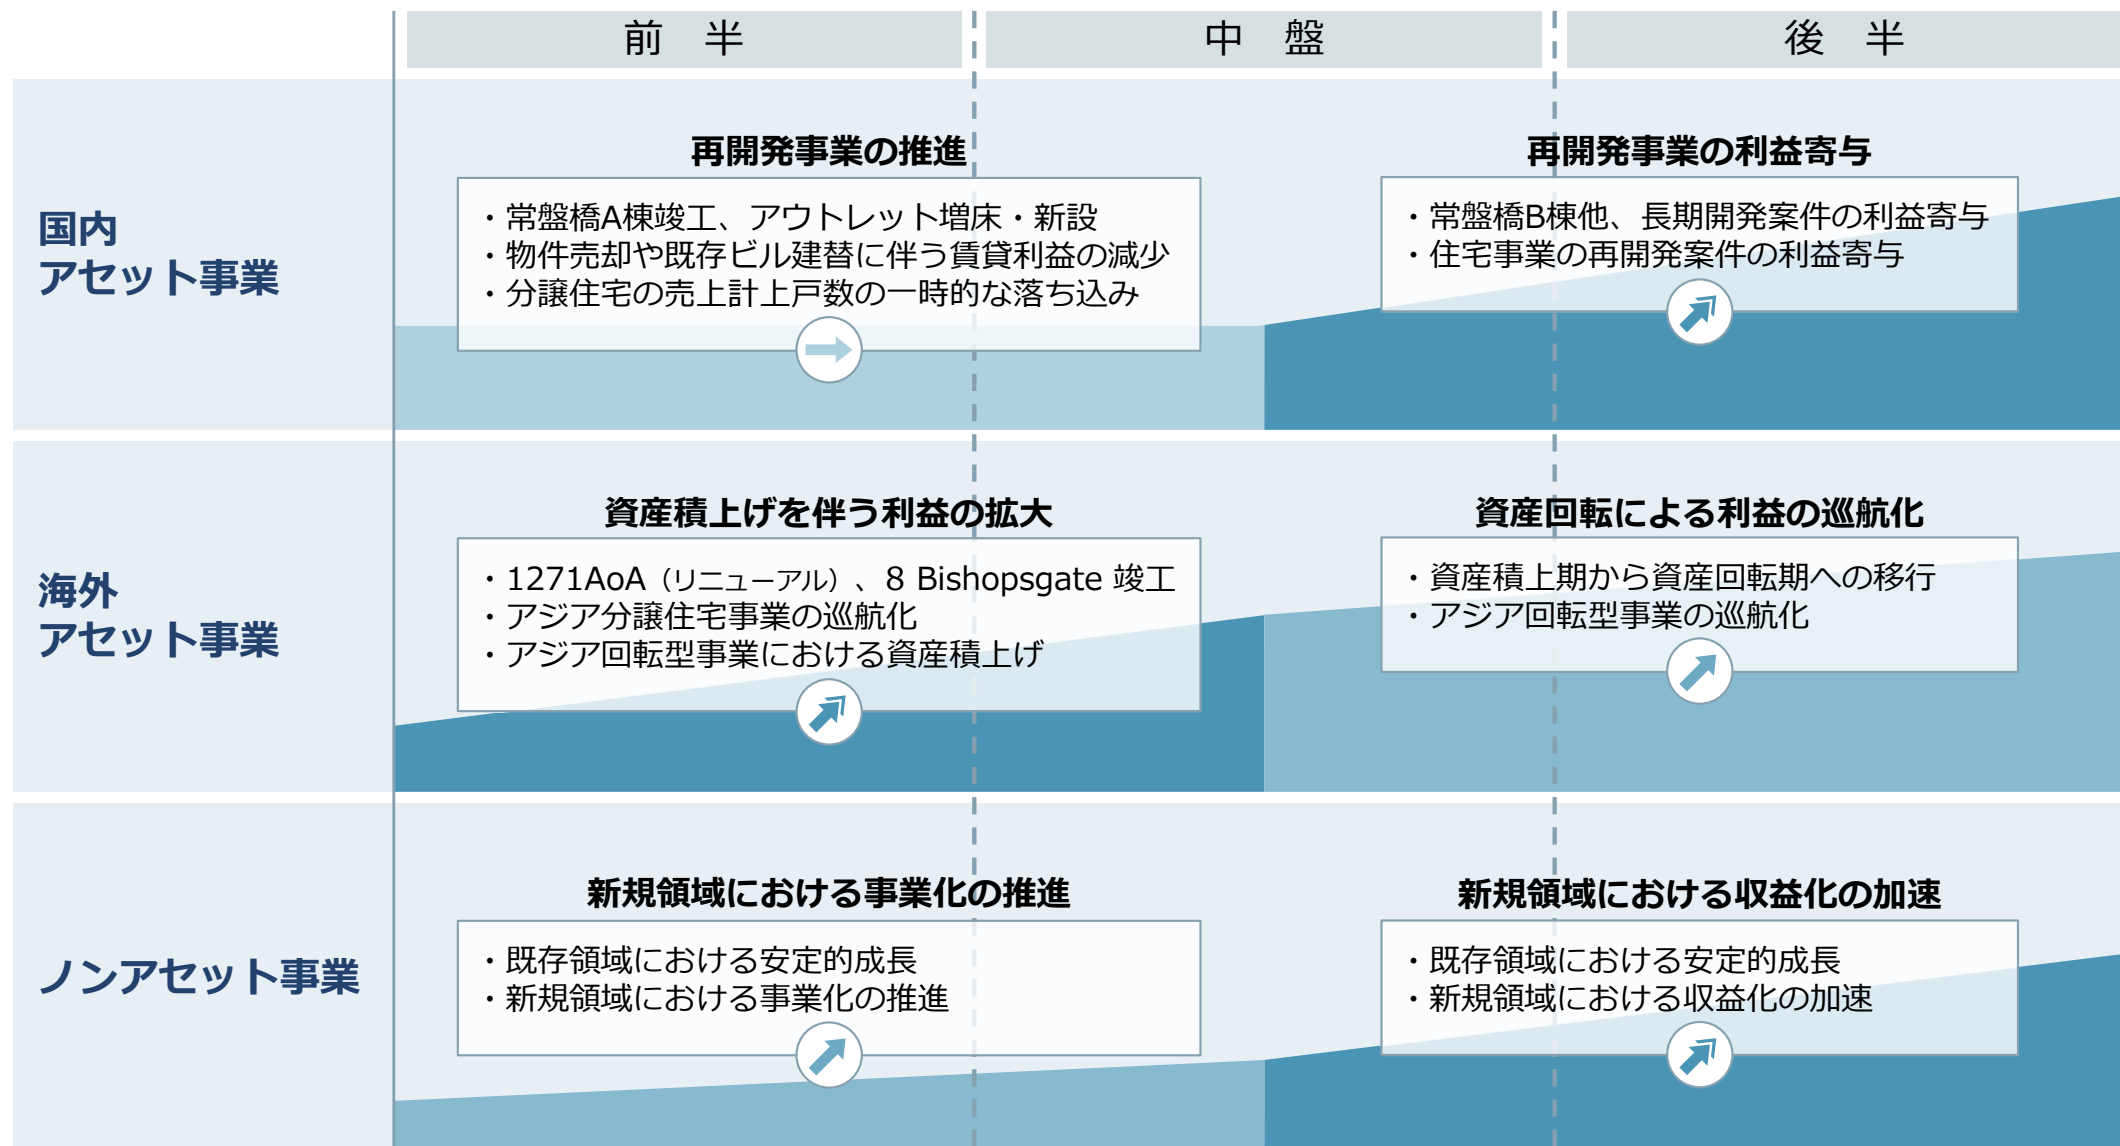 前　半
中　盤
後　半
国内
アセット事業
再開発事業の推進
・常盤橋A棟竣工、アウトレット増床・新設
・物件売却や既存ビル建替に伴う賃貸利益の減少
・分譲住宅の売上計上戸数の一時的な落ち込み
再開発事業の利益寄与
・常盤橋B棟他、長期開発案件の利益寄与
・住宅事業の再開発案件の利益寄与
海外
アセット事業
資産積上げを伴う利益の拡大
・1271AoA（リニューアル）、8 Bishopsgate 竣工
・アジア分譲住宅事業の巡航化
・アジア回転型事業における資産積上げ
資産回転による利益の巡航化
・資産積上期から資産回転期への移行
・アジア回転型事業の巡航化
ノンアセット事業
新規領域における事業化の推進
・既存領域における安定的成長
・新規領域における事業化の推進
新規領域における収益化の加速
・既存領域における安定的成長
・新規領域における収益化の加速